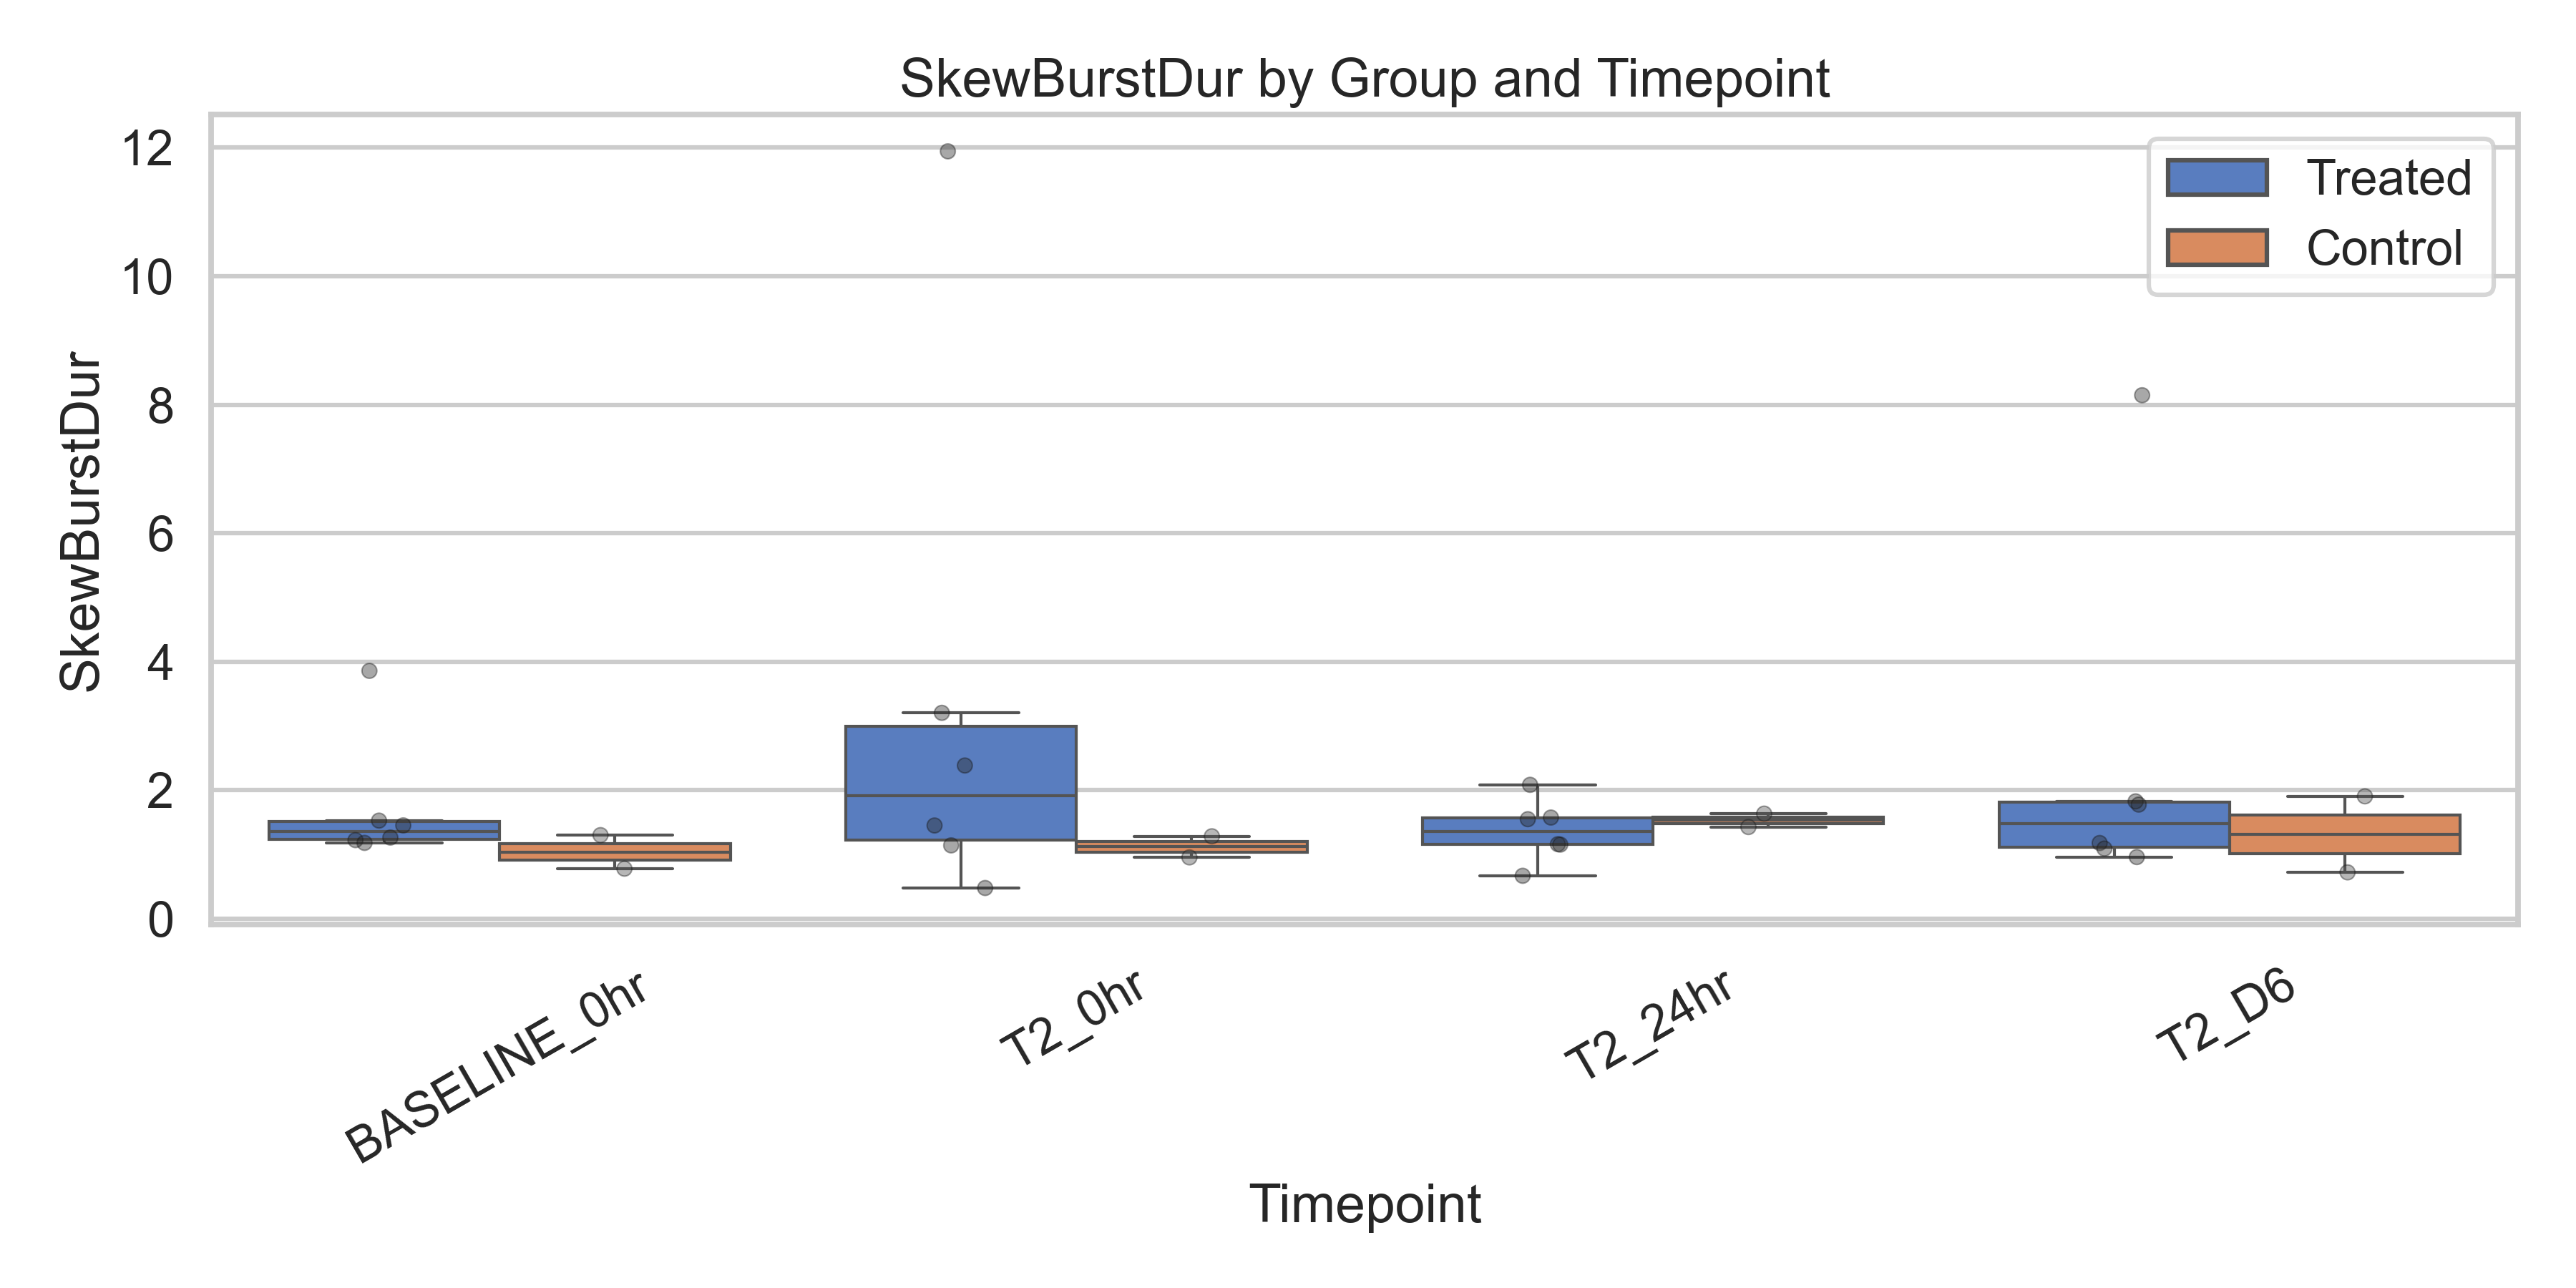 SkewBurstDur by Group and Timepoint
Treated
Control
12
10
8
6
4
2
0
SkewBurstDur
BASELINE_0hr
T2_0hr
T2_24hr
T2_D6
Timepoint